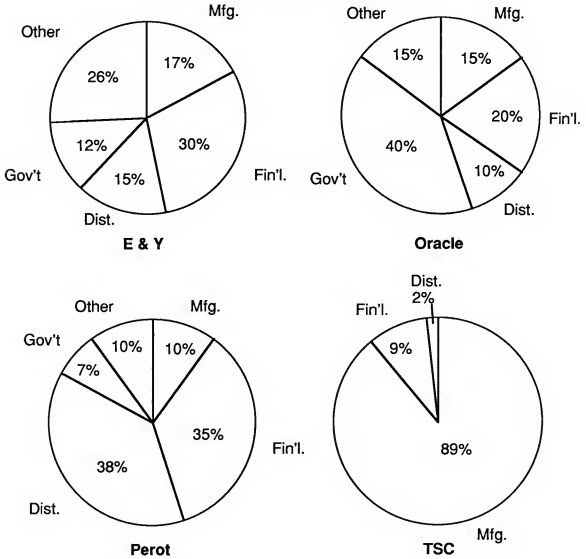 Mfg.
Other
17%
26%
30%
12%
15%
Gov't
Fin'l.
Dist.
E & Y
Other
Mfg.
15%
15%
20%
Fin'l.
40%
10%
Gov't
Dist.
Oracle
Other
Mfg.
Gov't
10%
10%
7%
35%
Fin'l.
38%
Dist.
Perot
Dist.
2%
Fin'l.
9%
89%
Mfg.
TSC